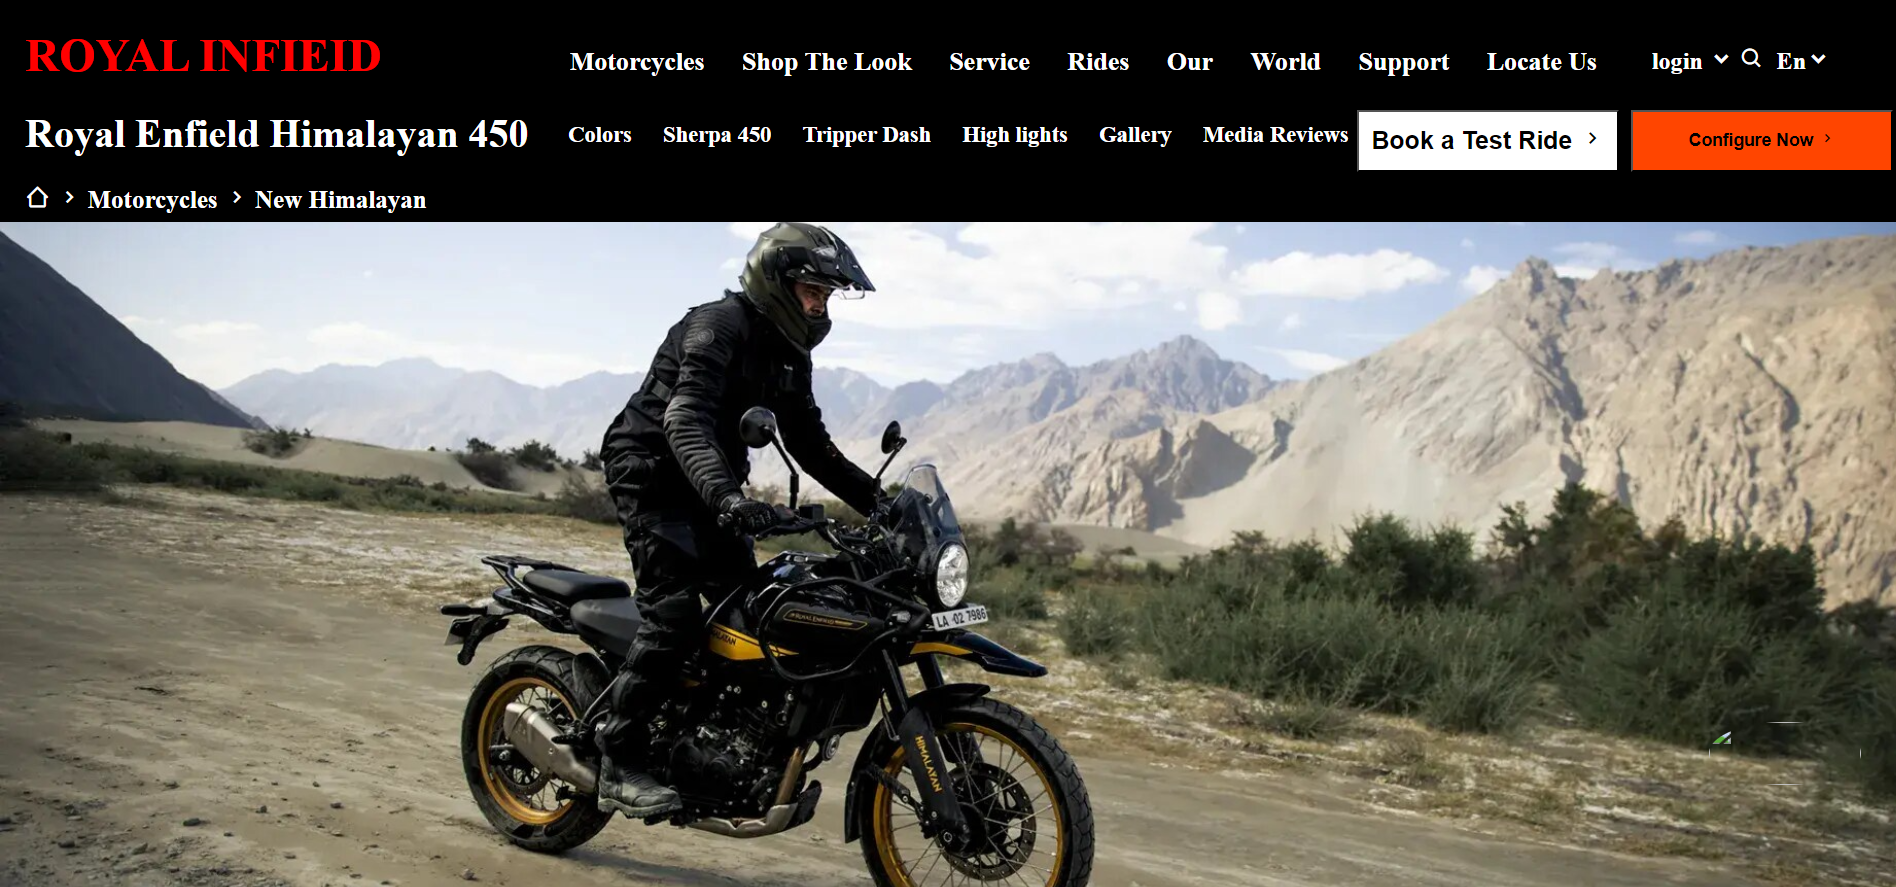 ROYAL INFIEID
Motorcycles Shop The Look Service Rides Our World Support Locate Us login En
Royal Enfield Himalayan 450
Colors Sherpa 450 Tripper Dash High lights Gallery Media Reviews Book a Test Ride Configure Now
Motorcycles New Himalayan
LA 02 7986
ROYAL ENFIELD
HIMALAYAN